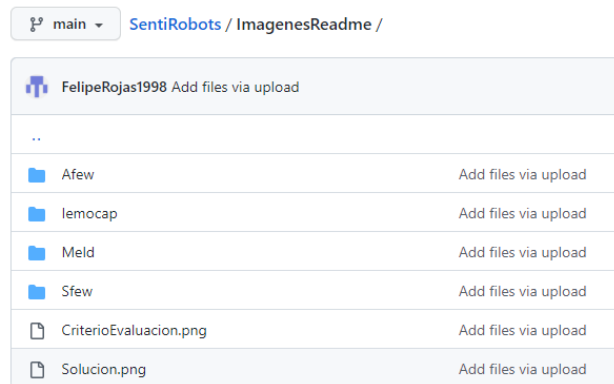 main SentiRobots / ImagenesReadme /
FelipeRojas1998 Add files via upload
..
Afew Add files via upload
Iemocap Add files via upload
Meld Add files via upload
Sfew Add files via upload
CriterioEvaluacion.png Add files via upload
Solucion.png Add files via upload